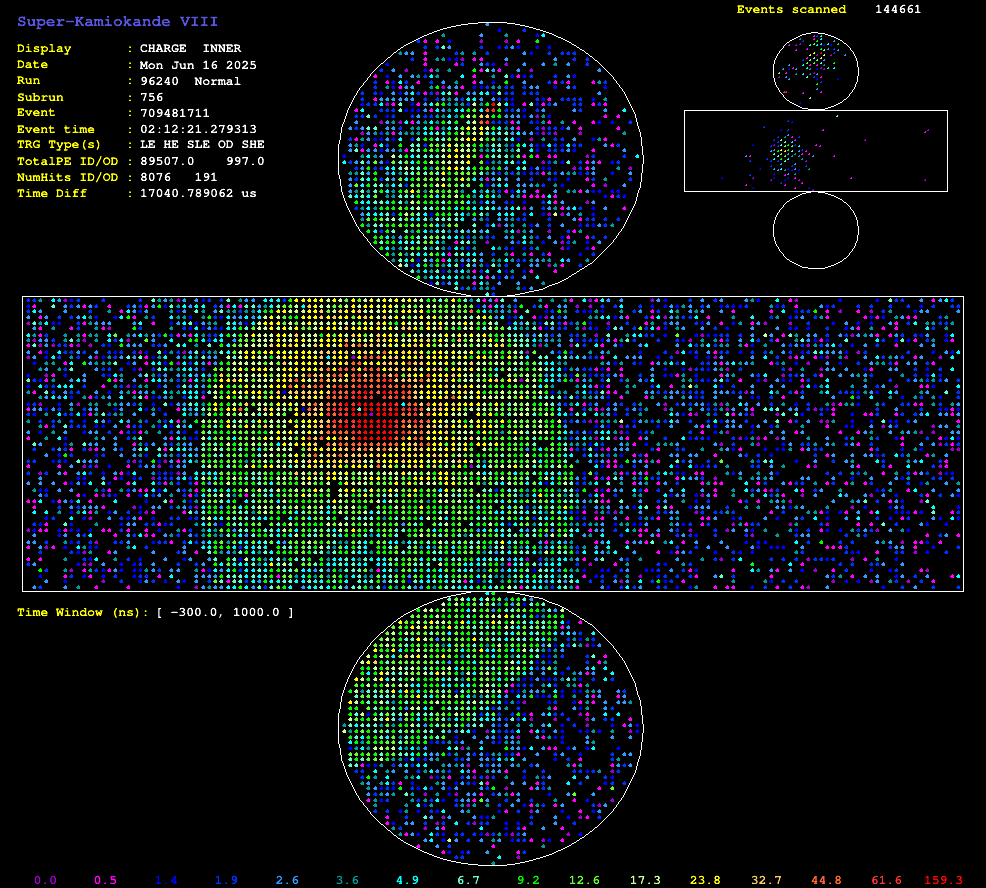 Events scanned 144661
Super-Kamiokande VIII
Display : CHARGE INNER
Date : Mon Jun 16 2025
Run : 96240 Normal
Subrun : 756
Event : 709481711
Event time : 02:12:21.279313
TRG Type(s) : LE HE SLE OD SHE
TotalPE ID/OD : 89507.0 997.0
NumHits ID/OD : 8076 191
Time Diff : 17040.789062 us
Time Window (ns): [ -300.0, 1000.0 ]
0.0 0.5 1.4 1.9 2.6 3.6 4.9 6.7 9.2 12.6 17.3 23.8 32.7 44.8 61.6 159.3